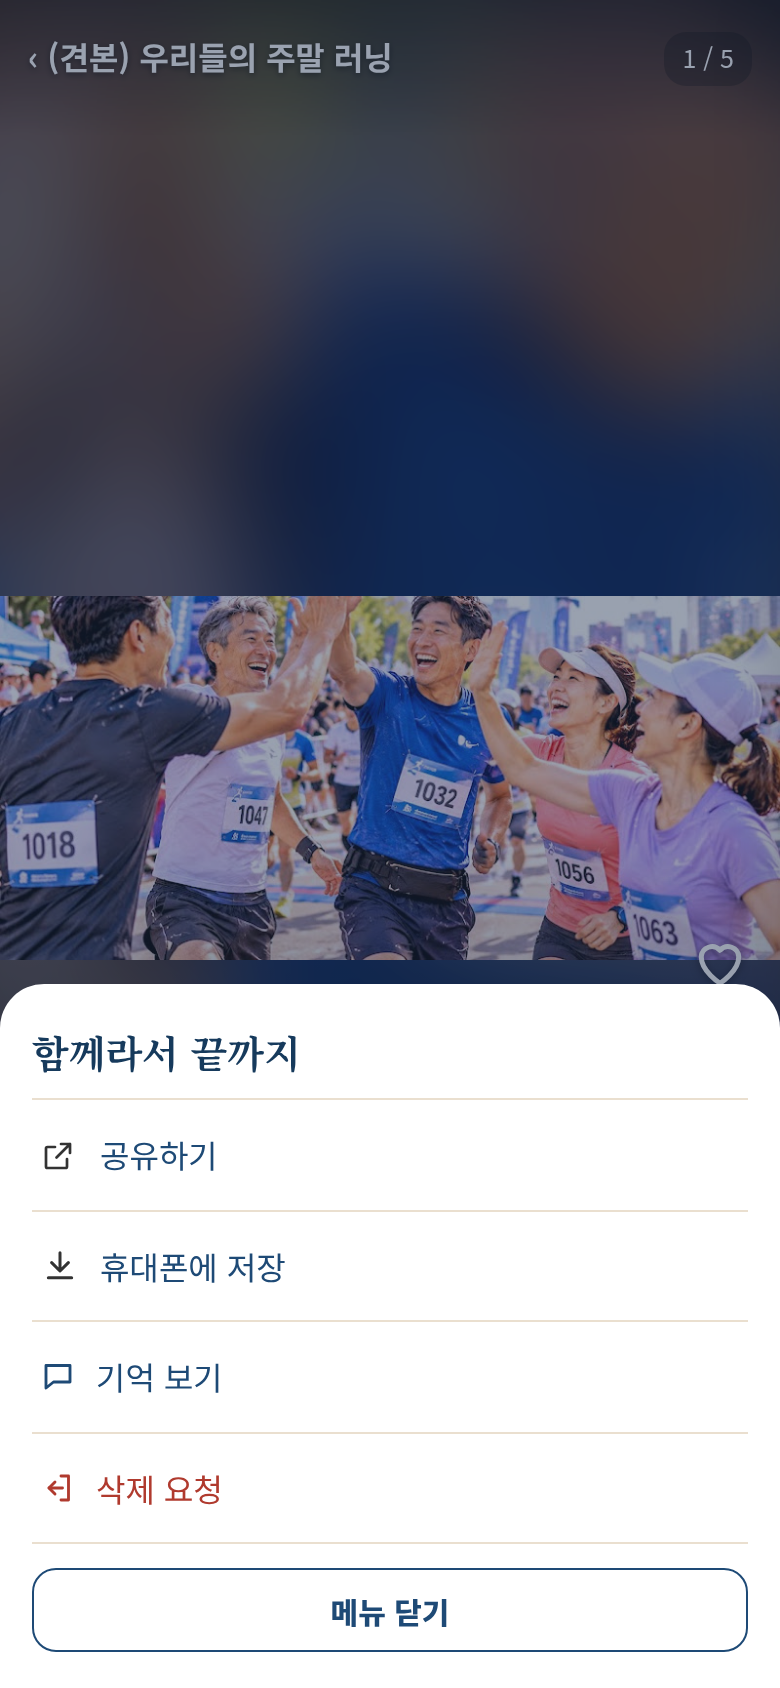 ‹ (견본) 우리들의 주말 러닝
1 / 5
1018
1047
1032
1056
1063
함께라서 끝까지
공유하기
휴대폰에 저장
기억 보기
삭제 요청
메뉴 닫기